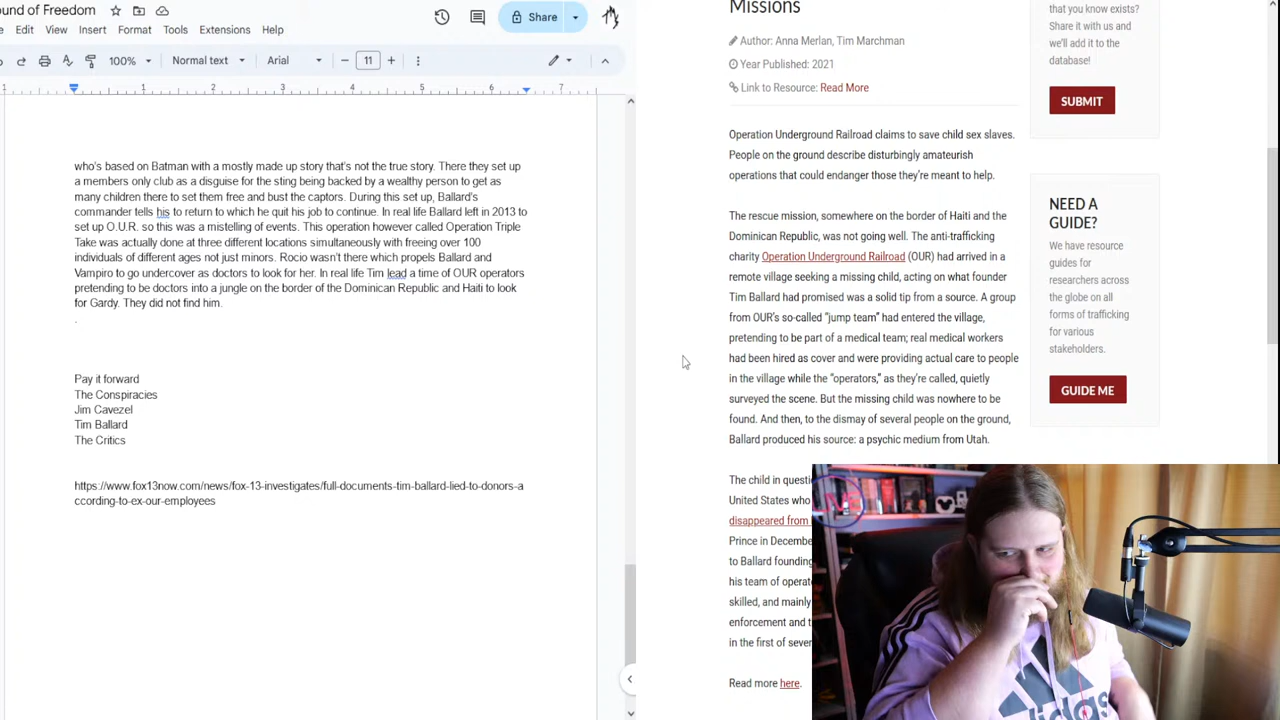 ound of Freedom
Edit View Insert Format Tools Extensions Help
Share
100% Normal text Arial 11
1 1 2 3 4 5 6 7
who's based on Batman with a mostly made up story that's not the true story. There they set up
a members only club as a disguise for the sting being backed by a wealthy person to get as
many children there to set them free and bust the captors. During this set up, Ballard's
commander tells his to return to which he quit his job to continue. In real life Ballard left in 2013 to
set up O.U.R. so this was a mistelling of events. This operation however called Operation Triple
Take was actually done at three different locations simultaneously with freeing over 100
individuals of different ages not just minors. Rocio wasn't there which propels Ballard and
Vampiro to go undercover as doctors to look for her. In real life Tim lead a time of OUR operators
pretending to be doctors into a jungle on the border of the Dominican Republic and Haiti to look
for Gardy. They did not find him.
.
Pay it forward
The Conspiracies
Jim Cavezel
Tim Ballard
The Critics
https://www.fox13now.com/news/fox-13-investigates/full-documents-tim-ballard-lied-to-donors-a
ccording-to-ex-our-employees
Missions
Author: Anna Merlan, Tim Marchman
Year Published: 2021
Link to Resource: Read More
Operation Underground Railroad claims to save child sex slaves.
People on the ground describe disturbingly amateurish
operations that could endanger those they're meant to help.
The rescue mission, somewhere on the border of Haiti and the
Dominican Republic, was not going well. The anti-trafficking
charity Operation Underground Railroad (OUR) had arrived in a
remote village seeking a missing child, acting on what founder
Tim Ballard had promised was a solid tip from a source. A group
from OUR's so-called "jump team" had entered the village,
pretending to be part of a medical team; real medical workers
had been hired as cover and were providing actual care to people
in the village while the "operators," as they're called, quietly
surveyed the scene. But the missing child was nowhere to be
found. And then, to the dismay of several people on the ground,
Ballard produced his source: a psychic medium from Utah.
The child in questi
United States who
disappeared from
Prince in Decembe
to Ballard founding
his team of operat
skilled, and mainly
enforcement and t
in the first of seve
Read more here.
that you know exists?
Share it with us and
we'll add it to the
database!
SUBMIT
NEED A
GUIDE?
We have resource
guides for
researchers across
the globe on all
forms of trafficking
for various
stakeholders.
GUIDE ME
adidas